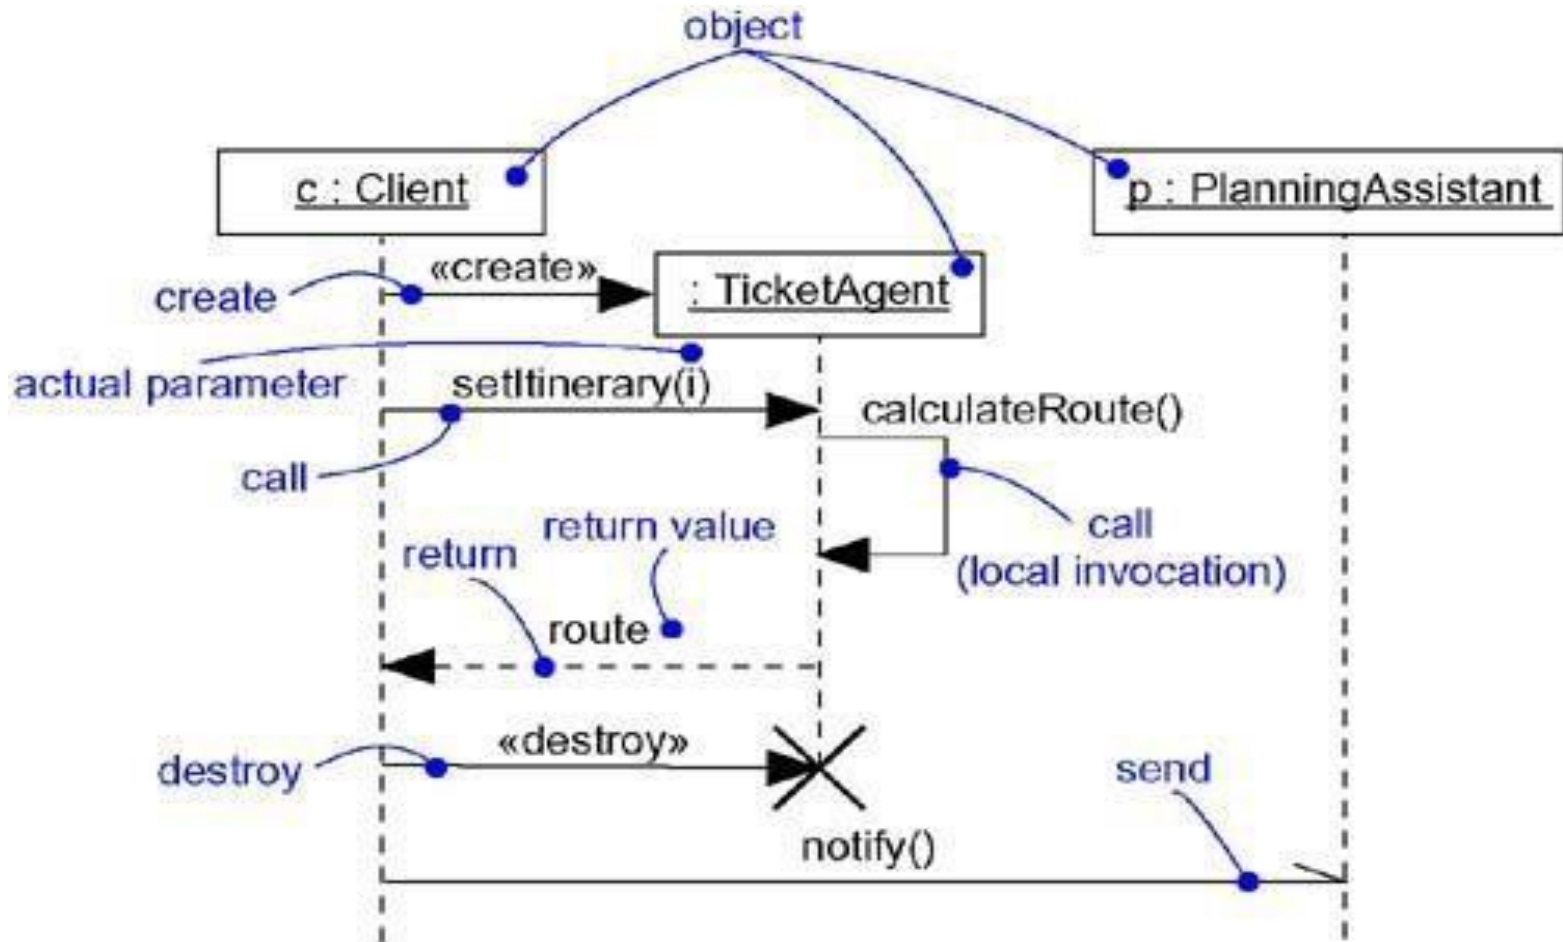 object
c : Client
p : PlanningAssistant
«create»
: TicketAgent
create
actual parameter
setItinerary(i)
calculateRoute()
call
return value
call
return
(local invocation)
route
«destroy»
destroy
send
notify()